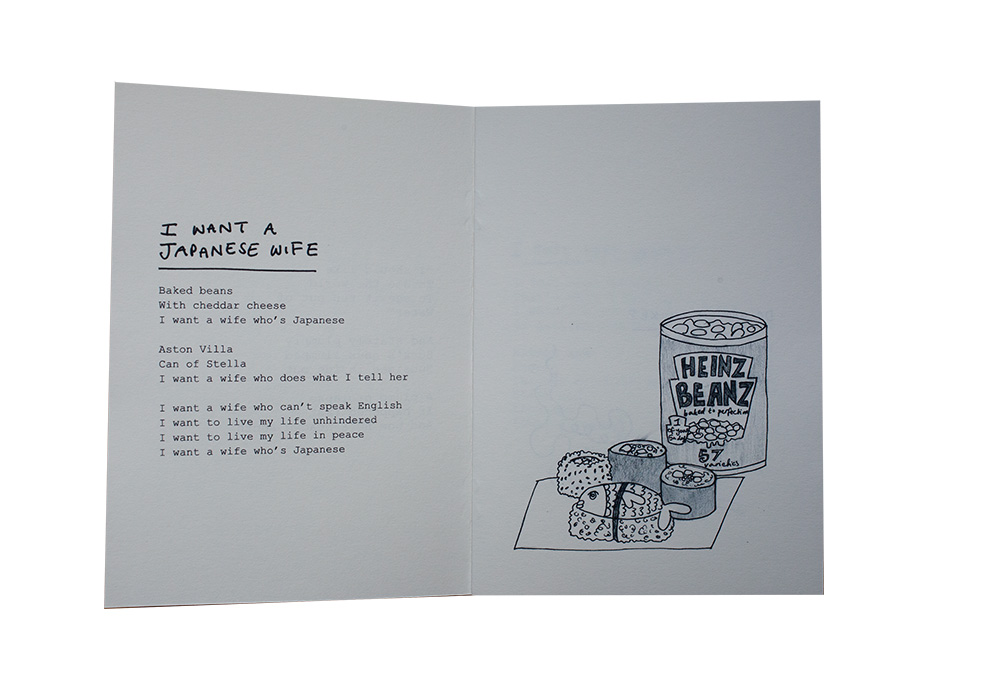 I WANT A
JAPANESE WIFE
Baked beans
With cheddar cheese
I want a wife who's Japanese
Aston Villa
Can of Stella
I want a wife who does what I tell her
I want a wife who can't speak English
I want to live my life unhindered
I want to live my life in peace
I want a wife who's Japanese
HEINZ
BEANZ
baked to perfection
1
57
varieties